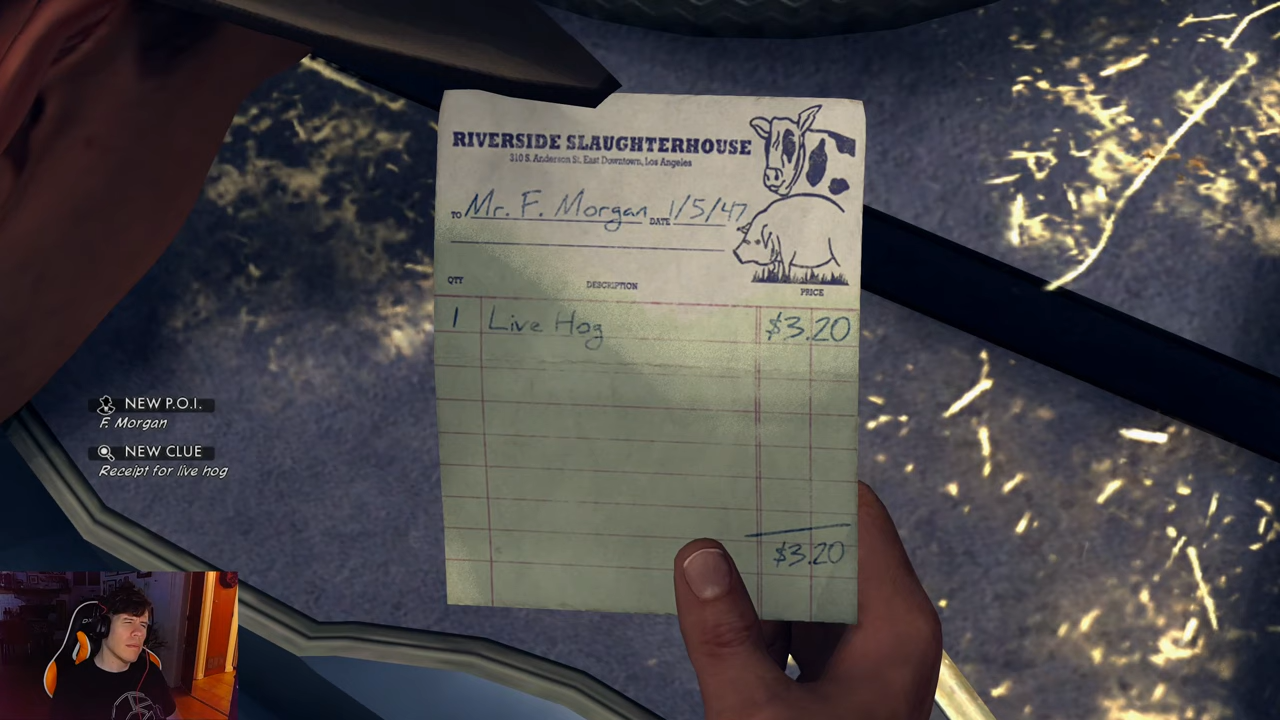 RIVERSIDE SLAUGHTERHOUSE
310 S. Anderson St, East Downtown, Los Angeles
TO Mr. F. Morgan DATE 1/5/47
QTY DESCRIPTION PRICE
1 Live Hog $3.20
$3.20
NEW P.O.I.
F. Morgan
NEW CLUE
Receipt for live hog